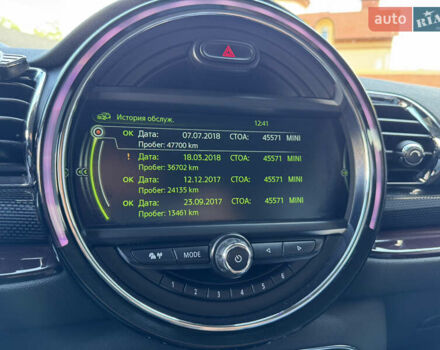 auto RIA
История обслуж.
12:41
OK Дата: 07.07.2018 СТОА: 45571 MINI
Пробег: 47700 km
! Дата: 18.03.2018 СТОА: 45571 MINI
Пробег: 36702 km
OK Дата: 12.12.2017 СТОА: 45571 MINI
Пробег: 24135 km
OK Дата: 23.09.2017 СТОА: 45571 MINI
Пробег: 13461 km
MODE
1 2 3 4 5 6